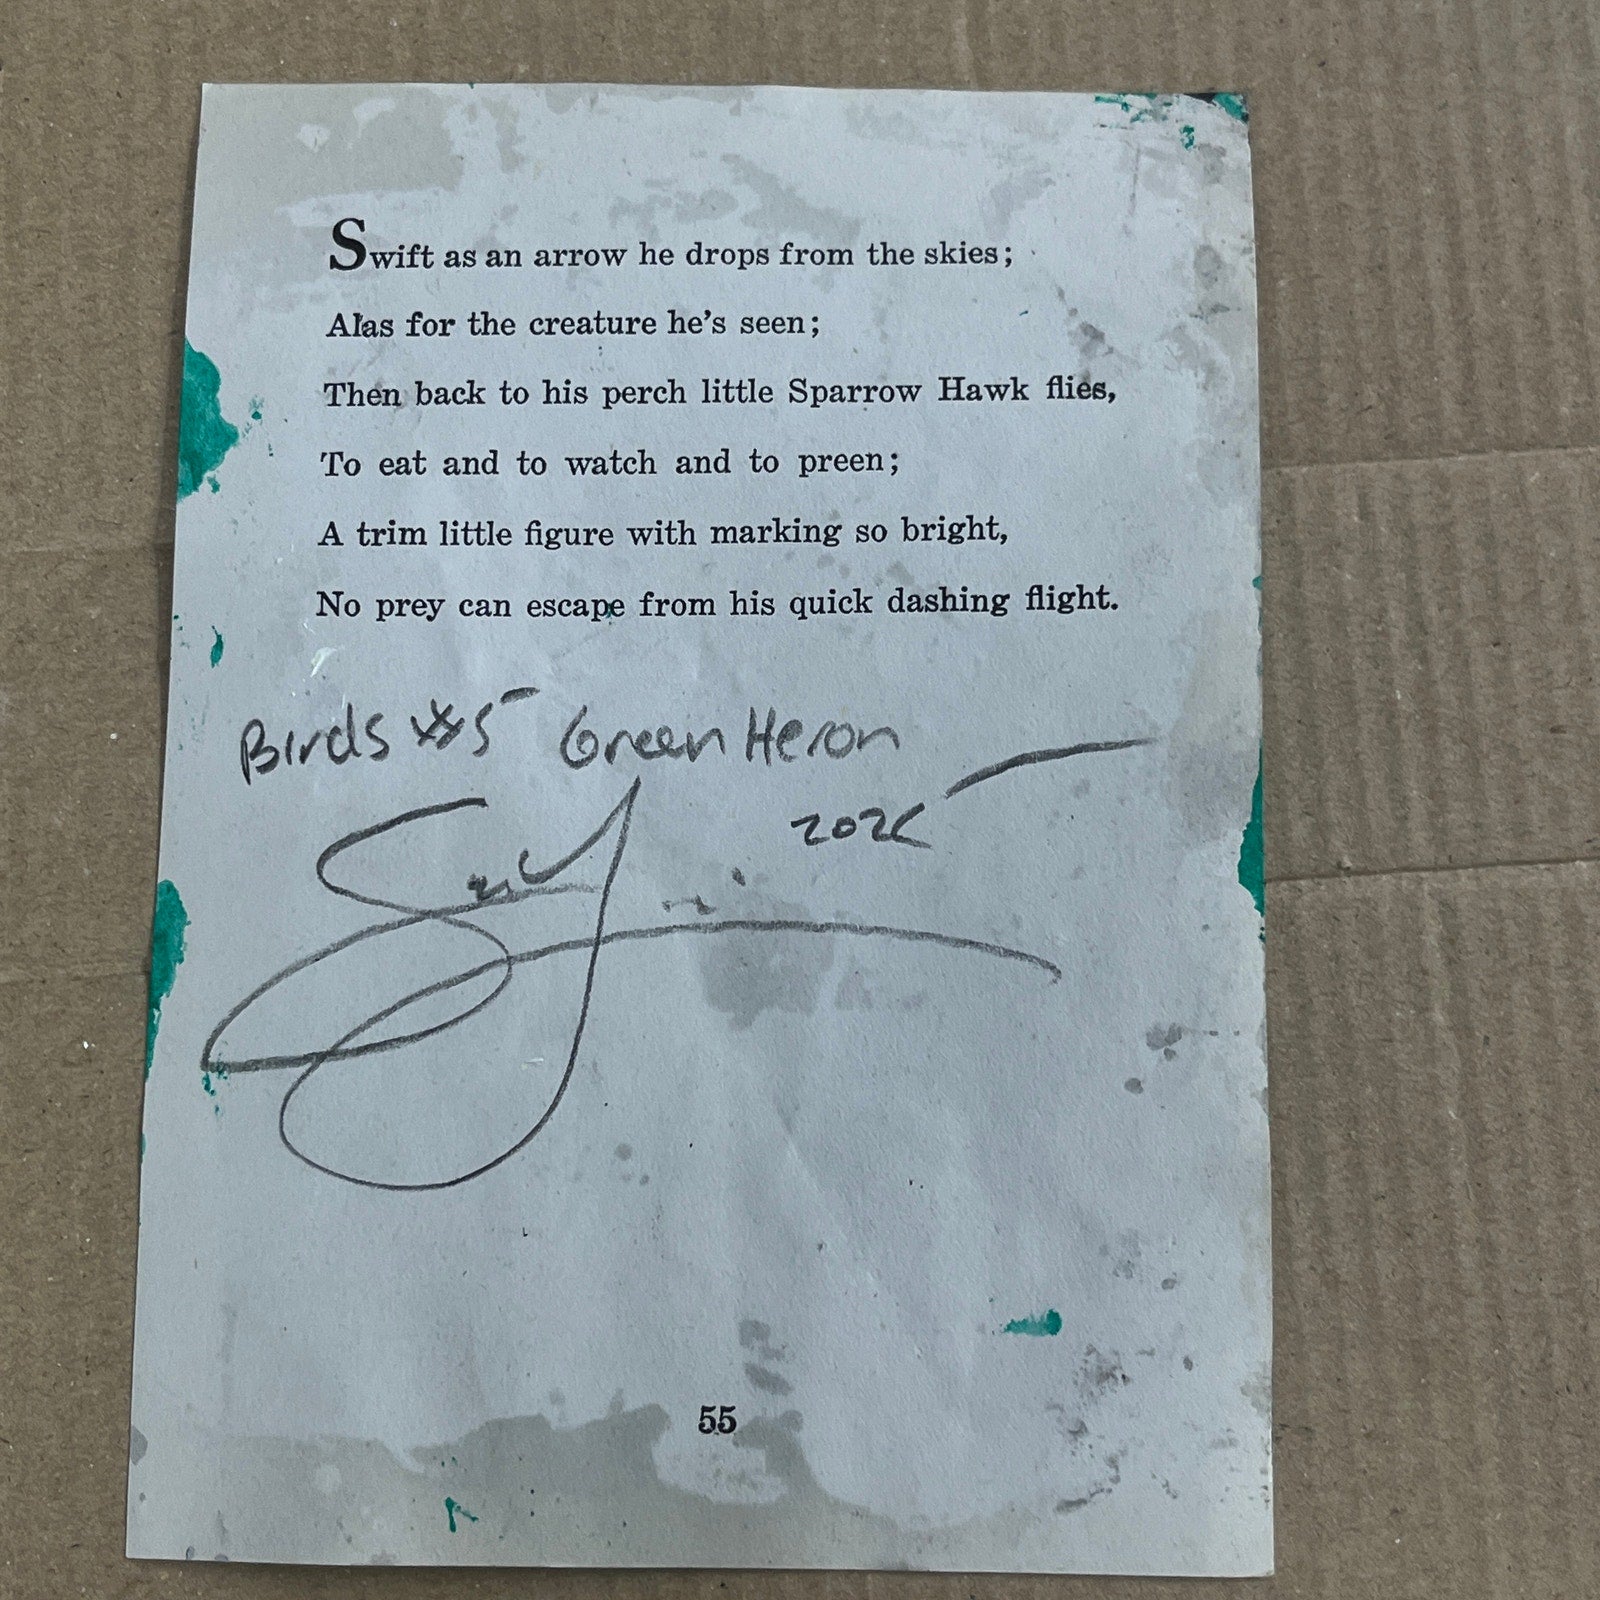 Swift as an arrow he drops from the skies;
Alas for the creature he's seen;
Then back to his perch little Sparrow Hawk flies,
To eat and to watch and to preen;
A trim little figure with marking so bright,
No prey can escape from his quick dashing flight.
Birds #5 Green Heron
2025
55